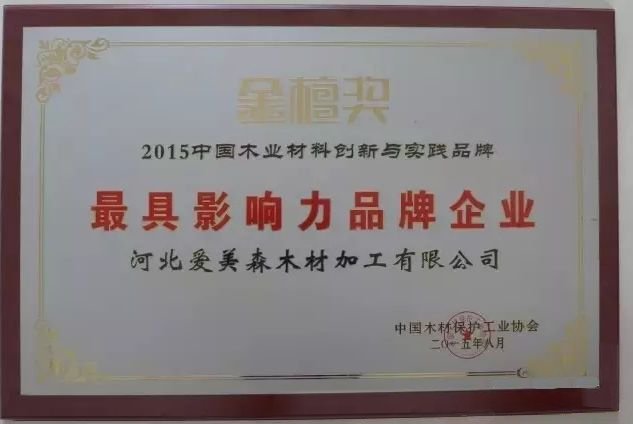 金檀奖
2015中国木业材料创新与实践品牌
最具影响力品牌企业
河北爱美森木材加工有限公司
中国木材保护工业协会
二〇一五年八月